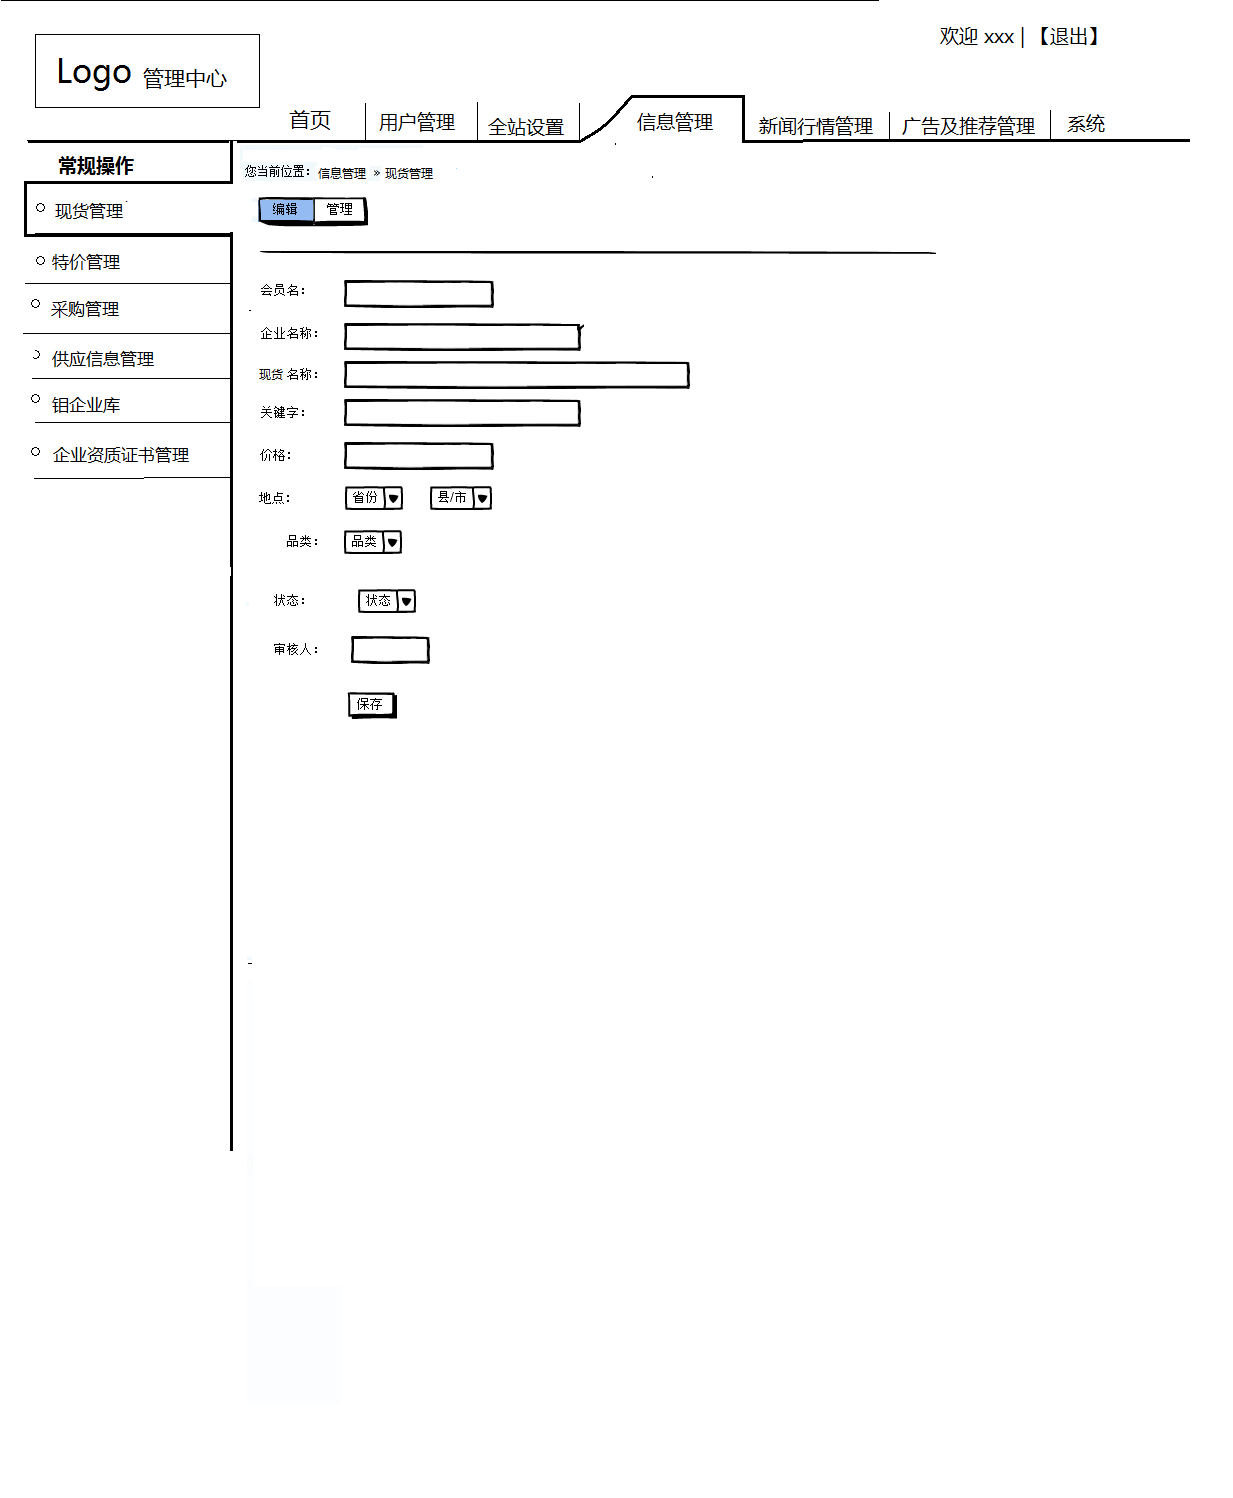 欢迎 xxx | 【退出】
Logo 管理中心
首页 用户管理 全站设置 信息管理 新闻行情管理 广告及推荐管理 系统
常规操作
现货管理
特价管理
采购管理
供应信息管理
钼企业库
企业资质证书管理
您当前位置： 信息管理 » 现货管理
编辑 管理
会员名：
企业名称：
现货 名称：
关键字：
价格：
地点： 省份 县/市
品类： 品类
状态： 状态
审核人：
保存